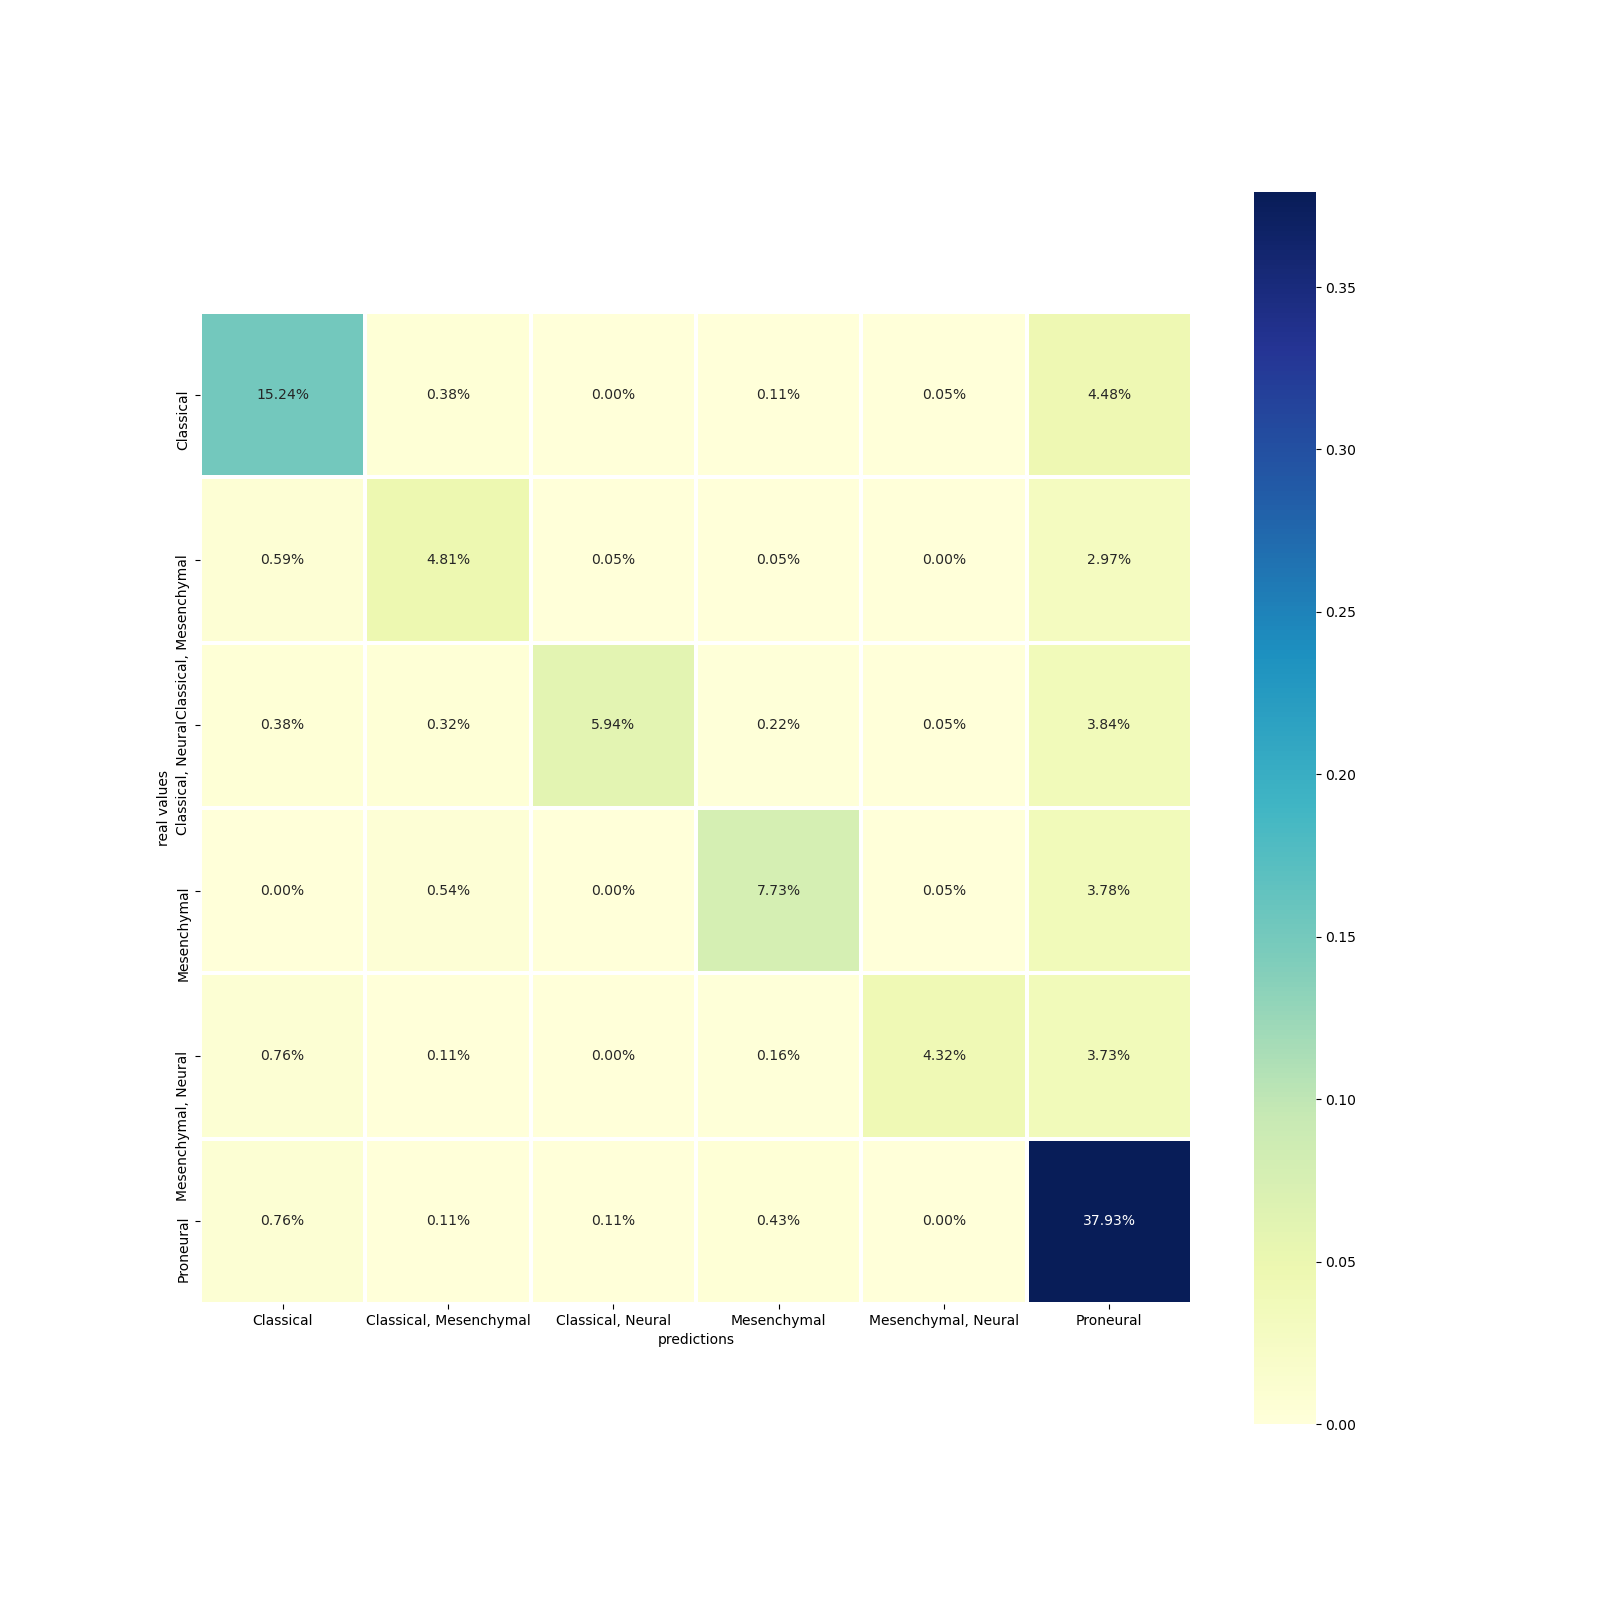 0.35
0.30
0.25
0.20
0.15
0.10
0.05
0.00
real values
Classical
Classical, Mesenchymal
Classical, Neural
Mesenchymal
Mesenchymal, Neural
Proneural
15.24% 0.38% 0.00% 0.11% 0.05% 4.48%
0.59% 4.81% 0.05% 0.05% 0.00% 2.97%
0.38% 0.32% 5.94% 0.22% 0.05% 3.84%
0.00% 0.54% 0.00% 7.73% 0.05% 3.78%
0.76% 0.11% 0.00% 0.16% 4.32% 3.73%
0.76% 0.11% 0.11% 0.43% 0.00% 37.93%
Classical Classical, Mesenchymal Classical, Neural Mesenchymal Mesenchymal, Neural Proneural
predictions